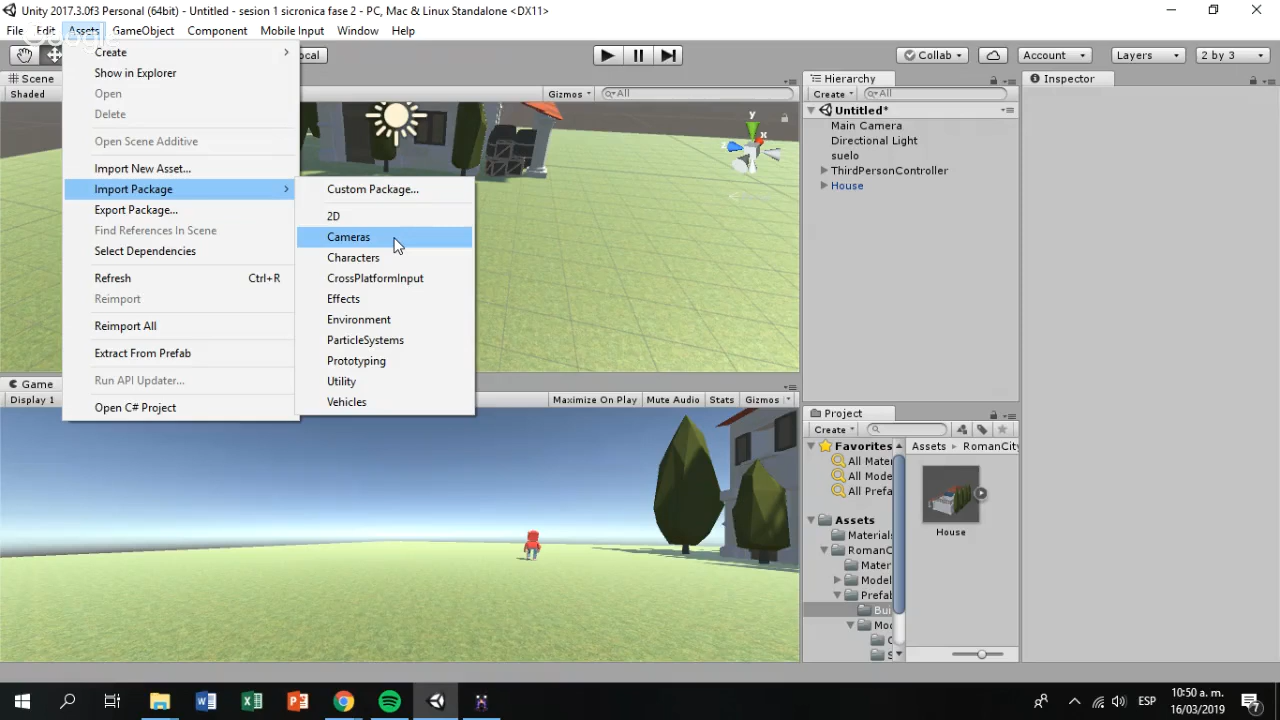 Unity 2017.3.0f3 Personal (64bit) - Untitled - sesion 1 sicronica fase 2 - PC, Mac & Linux Standalone <DX11>
File Edit Assets GameObject Component Mobile Input Window Help
Google
ocal
Collab
Account
Layers
2 by 3
Create
Show in Explorer
Open
Delete
Open Scene Additive
Import New Asset...
Import Package
Export Package...
Find References In Scene
Select Dependencies
Refresh Ctrl+R
Reimport
Reimport All
Extract From Prefab
Run API Updater...
Open C# Project
Custom Package...
2D
Cameras
Characters
CrossPlatformInput
Effects
Environment
ParticleSystems
Prototyping
Utility
Vehicles
Scene
Shaded
Gizmos
All
y
x
z
Game
Display 1
Maximize On Play Mute Audio Stats Gizmos
Hierarchy
Create
All
Untitled*
Main Camera
Directional Light
suelo
ThirdPersonController
House
Inspector
Project
Create
Favorites
All Mater
All Mode
All Prefa
Assets
Materials
RomanC
Mater
Model
Prefab
Bui
Mod
C
S
Assets RomanCity
House
ESP
10:50 a. m.
16/03/2019
7